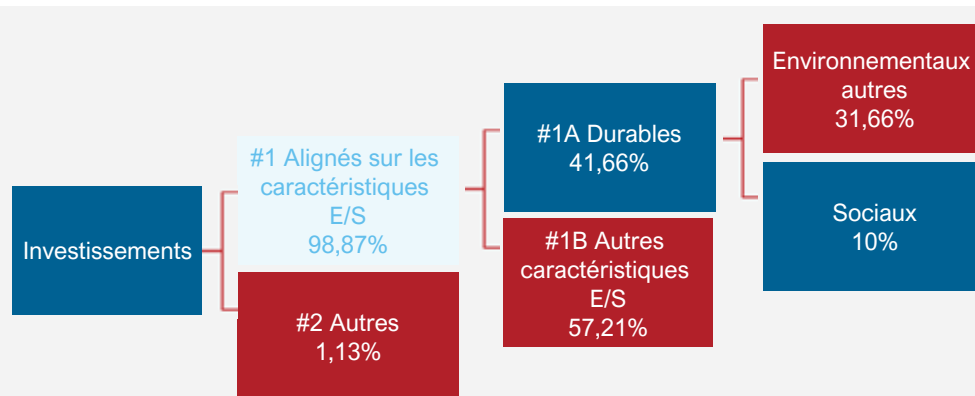 Investissements
#1 Alignés sur les
caractéristiques
E/S
98,87%
#2 Autres
1,13%
#1A Durables
41,66%
#1B Autres
caractéristiques
E/S
57,21%
Environnementaux
autres
31,66%
Sociaux
10%